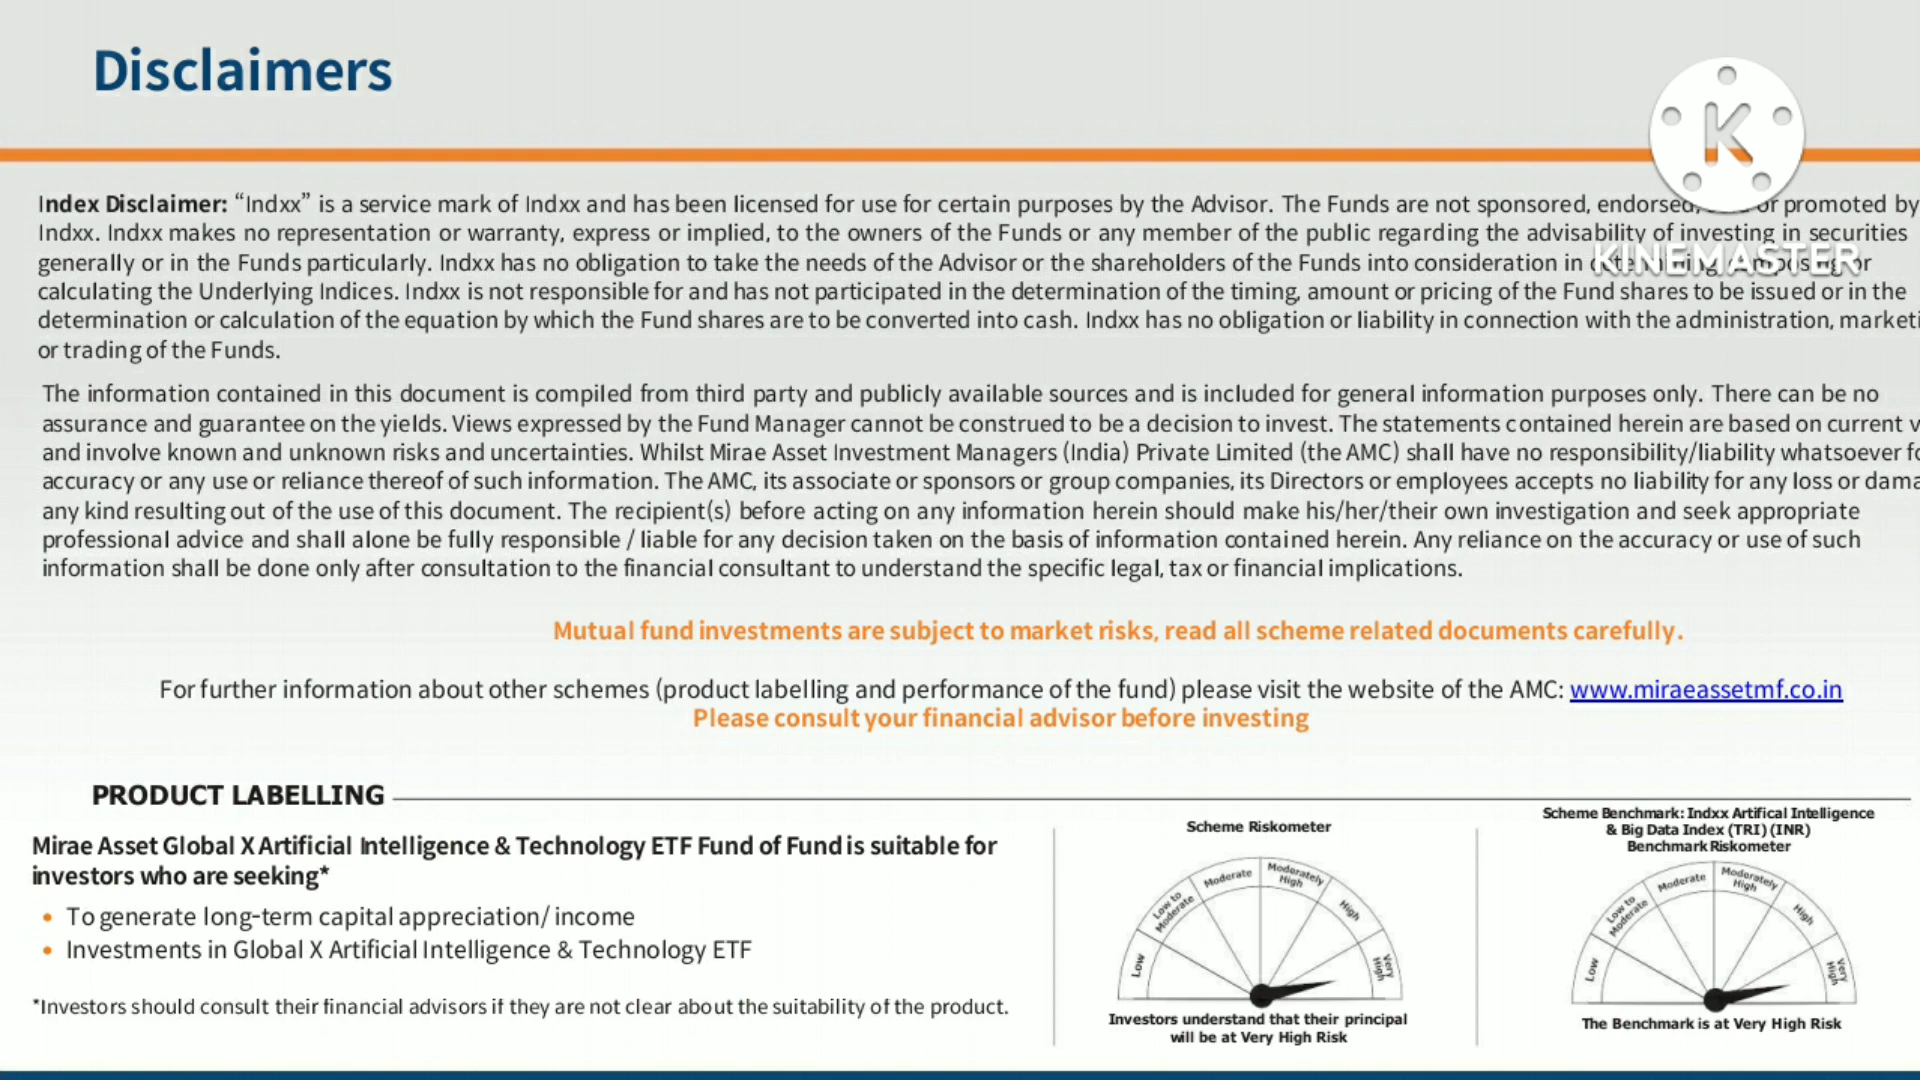 Disclaimers
K
KINEMASTER
Index Disclaimer: “Indxx” is a service mark of Indxx and has been licensed for use for certain purposes by the Advisor. The Funds are not sponsored, endorsed, or promoted by
Indxx. Indxx makes no representation or warranty, express or implied, to the owners of the Funds or any member of the public regarding the advisability of investing in securities
generally or in the Funds particularly. Indxx has no obligation to take the needs of the Advisor or the shareholders of the Funds into consideration in or
calculating the Underlying Indices. Indxx is not responsible for and has not participated in the determination of the timing, amount or pricing of the Fund shares to be issued or in the
determination or calculation of the equation by which the Fund shares are to be converted into cash. Indxx has no obligation or liability in connection with the administration, marketi
or trading of the Funds.
The information contained in this document is compiled from third party and publicly available sources and is included for general information purposes only. There can be no
assurance and guarantee on the yields. Views expressed by the Fund Manager cannot be construed to be a decision to invest. The statements contained herein are based on current v
and involve known and unknown risks and uncertainties. Whilst Mirae Asset Investment Managers (India) Private Limited (the AMC) shall have no responsibility/liability whatsoever fo
accuracy or any use or reliance thereof of such information. The AMC, its associate or sponsors or group companies, its Directors or employees accepts no liability for any loss or dama
any kind resulting out of the use of this document. The recipient(s) before acting on any information herein should make his/her/their own investigation and seek appropriate
professional advice and shall alone be fully responsible / liable for any decision taken on the basis of information contained herein. Any reliance on the accuracy or use of such
information shall be done only after consultation to the financial consultant to understand the specific legal, tax or financial implications.
Mutual fund investments are subject to market risks, read all scheme related documents carefully.
For further information about other schemes (product labelling and performance of the fund) please visit the website of the AMC: www.miraeassetmf.co.in
Please consult your financial advisor before investing
PRODUCT LABELLING
Mirae Asset Global X Artificial Intelligence & Technology ETF Fund of Fund is suitable for
investors who are seeking*
• To generate long-term capital appreciation/ income
• Investments in Global X Artificial Intelligence & Technology ETF
*Investors should consult their financial advisors if they are not clear about the suitability of the product.
Scheme Riskometer
Low
Low to
Moderate
Moderate
Moderately
High
High
Very
High
Investors understand that their principal
will be at Very High Risk
Scheme Benchmark: Indxx Artifical Intelligence
& Big Data Index (TRI) (INR)
Benchmark Riskometer
Low
Low to
Moderate
Moderate
Moderately
High
High
Very
High
The Benchmark is at Very High Risk